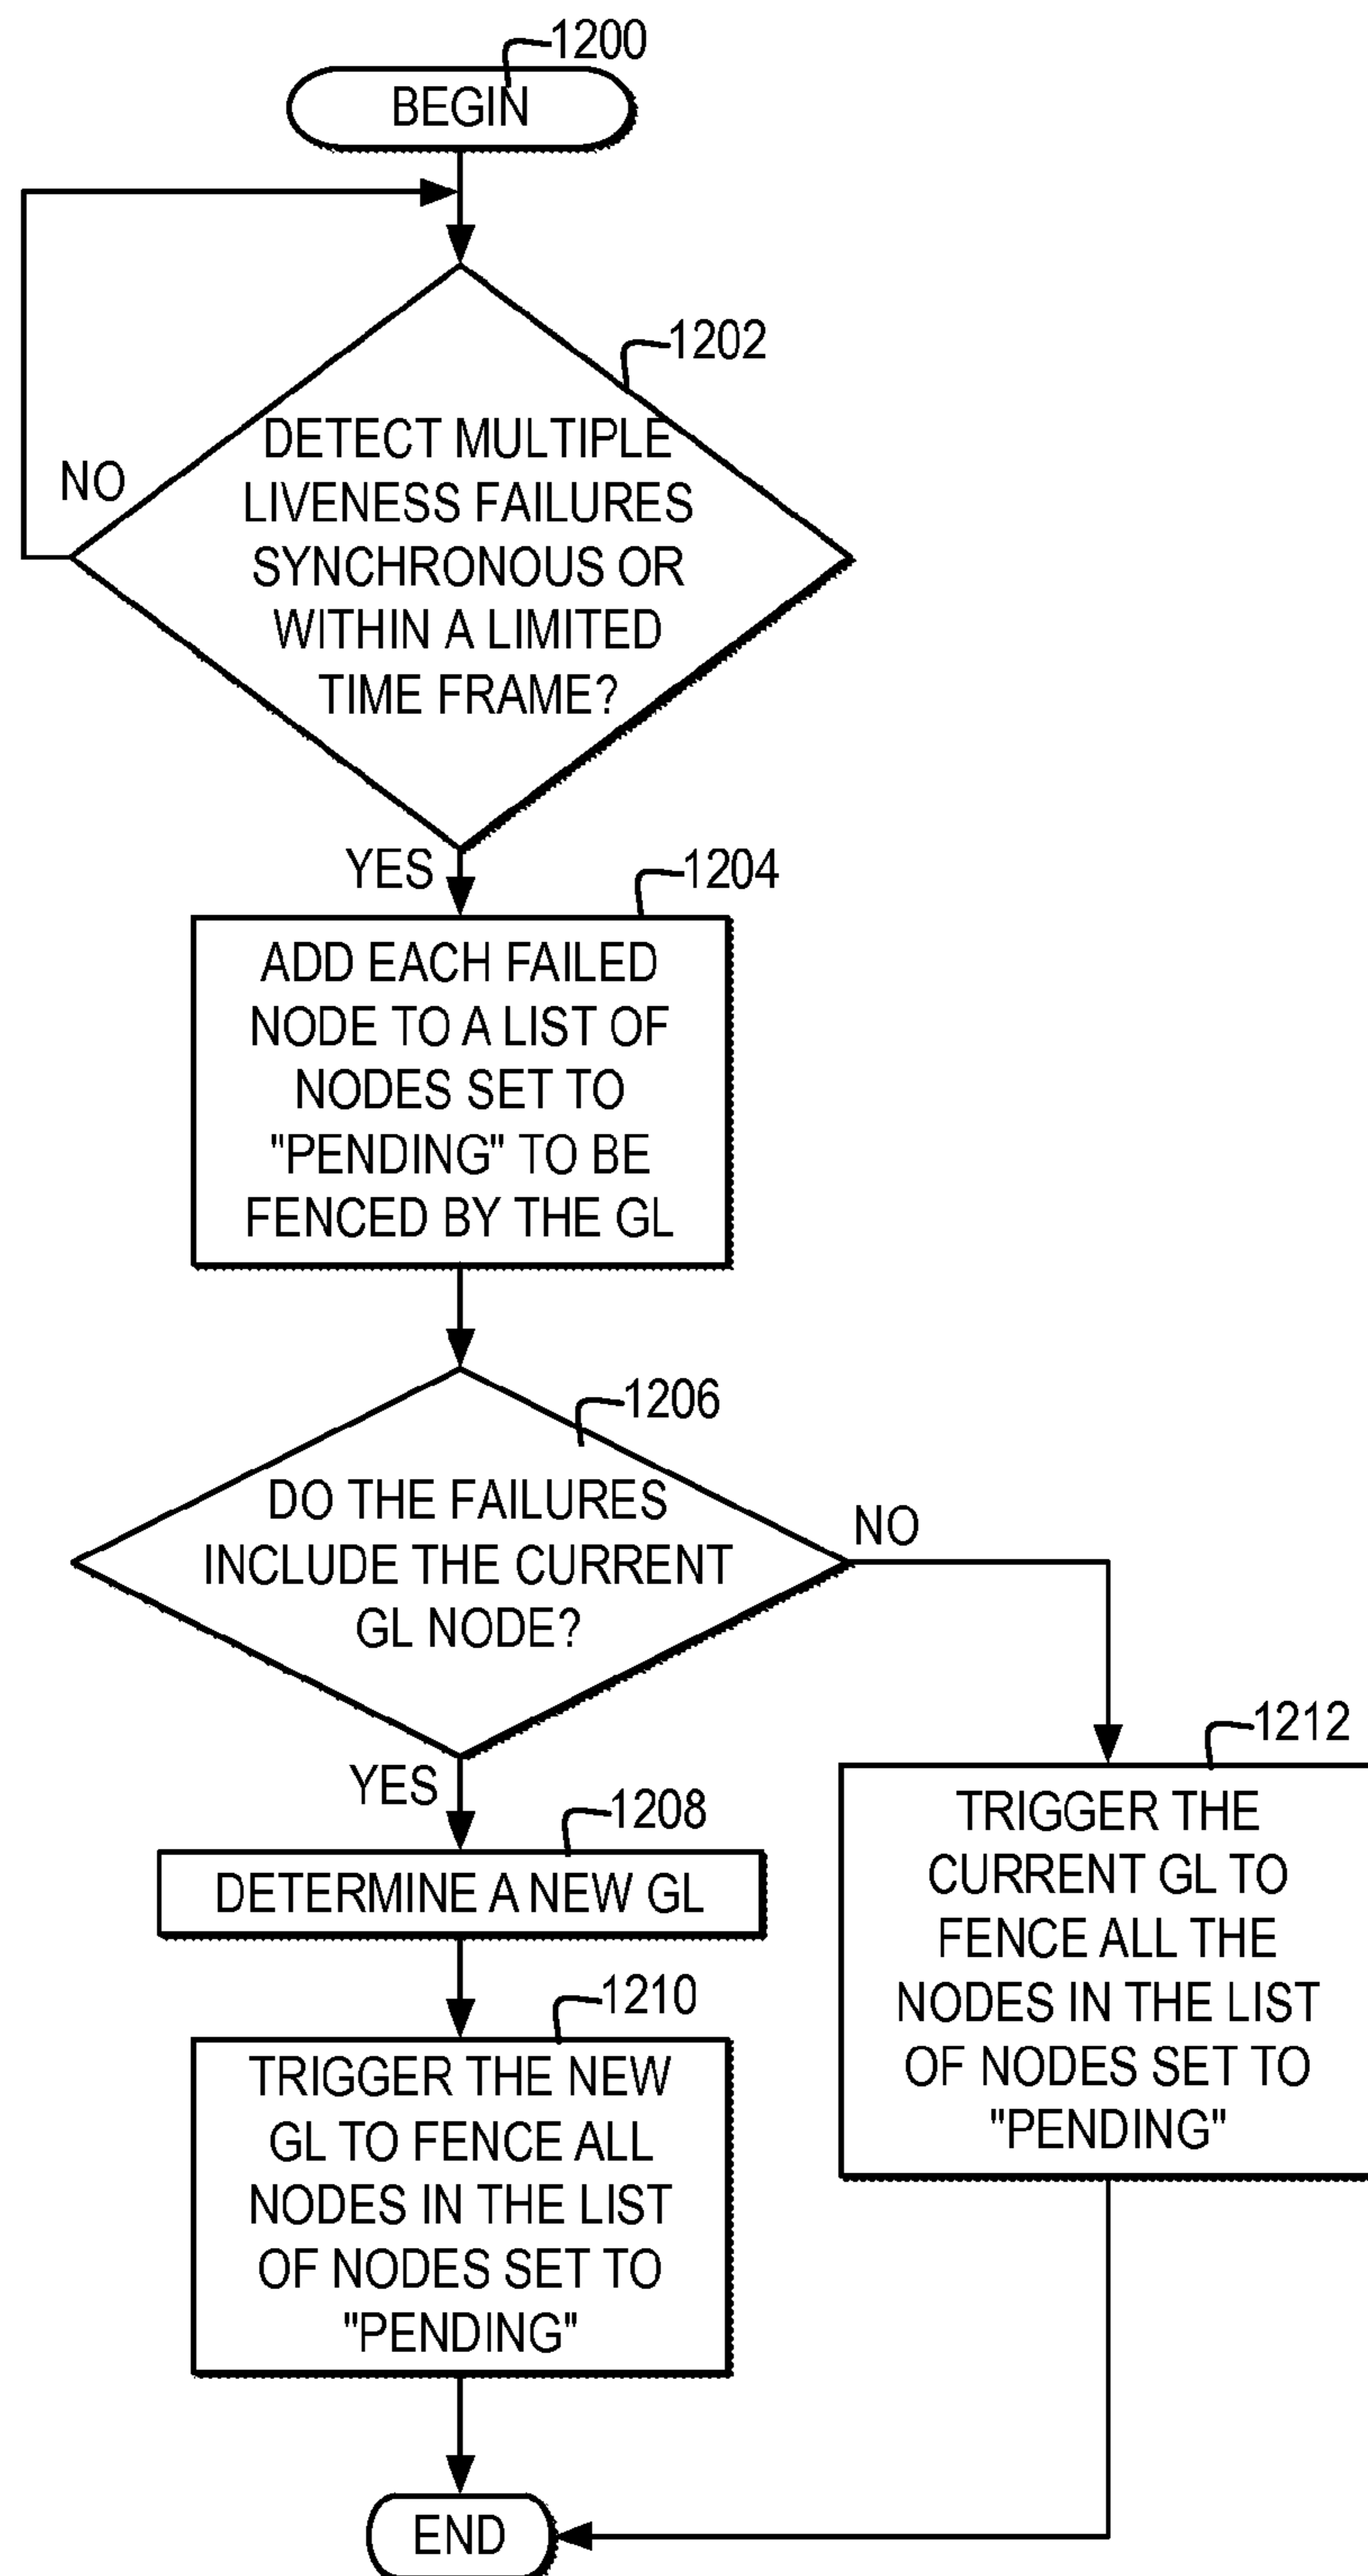 1200
BEGIN
1202
DETECT MULTIPLE
LIVENESS FAILURES
SYNCHRONOUS OR
WITHIN A LIMITED
TIME FRAME?
NO
YES
1204
ADD EACH FAILED
NODE TO A LIST OF
NODES SET TO
"PENDING" TO BE
FENCED BY THE GL
1206
DO THE FAILURES
INCLUDE THE CURRENT
GL NODE?
NO
YES
1208
DETERMINE A NEW GL
1210
TRIGGER THE NEW
GL TO FENCE ALL
NODES IN THE LIST
OF NODES SET TO
"PENDING"
1212
TRIGGER THE
CURRENT GL TO
FENCE ALL THE
NODES IN THE LIST
OF NODES SET TO
"PENDING"
END